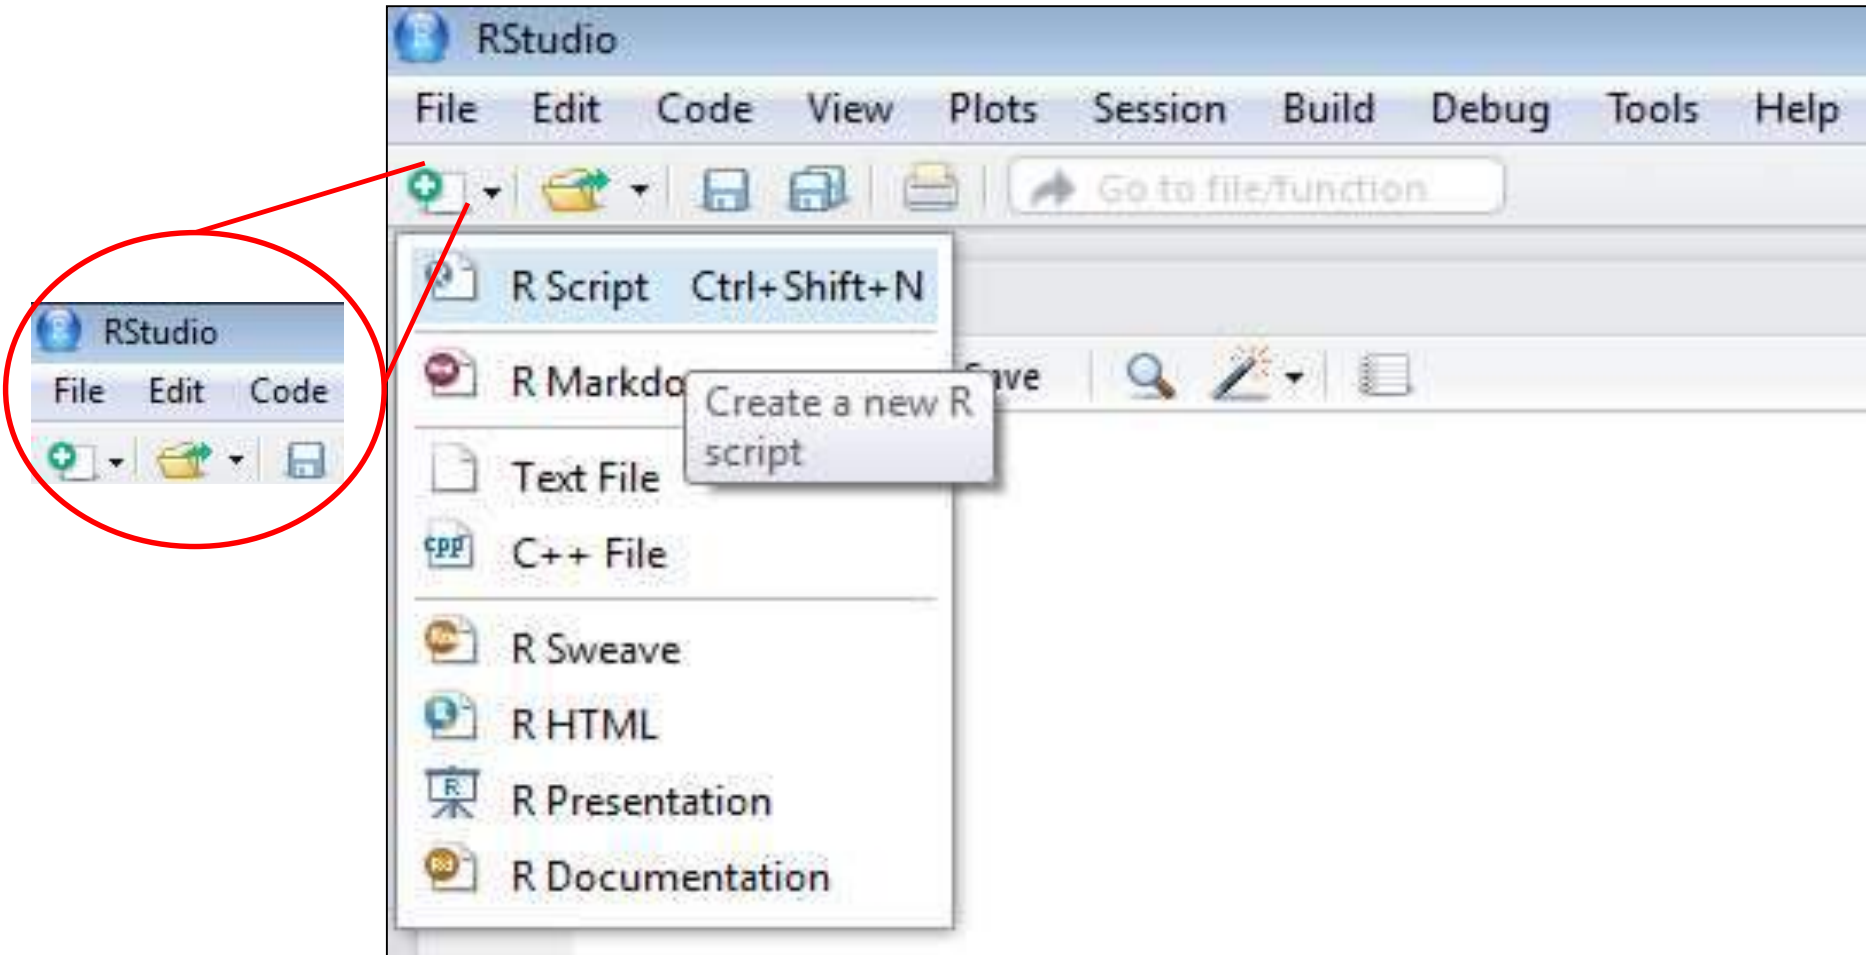 RStudio
File Edit Code View Plots Session Build Debug Tools Help
Go to file/function
R Script Ctrl+Shift+N
R Markdo
Create a new R
script
Text File
C++ File
cpp
R Sweave
R HTML
R Presentation
R
R Documentation
RStudio
File Edit Code